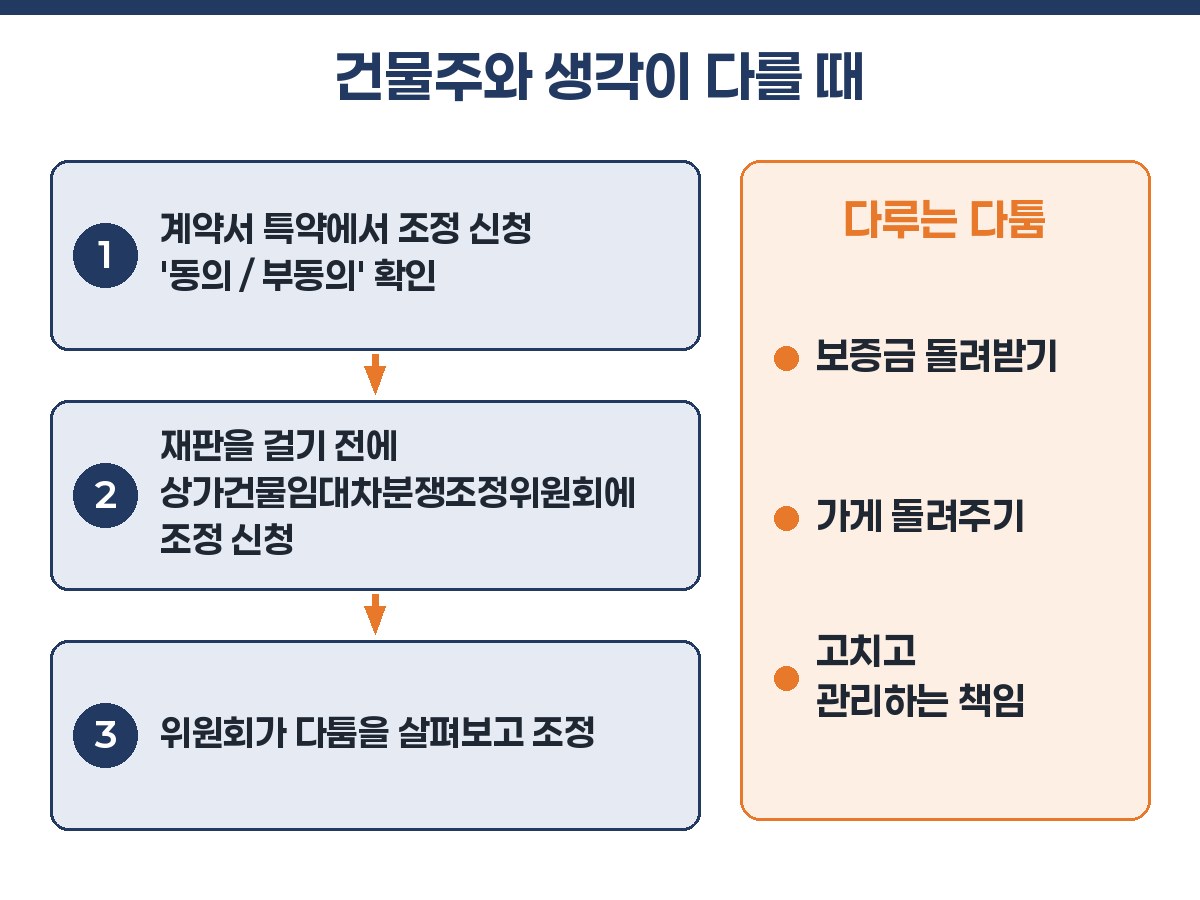 건물주와 생각이 다를 때
1
계약서 특약에서 조정 신청
'동의 / 부동의' 확인
2
재판을 걸기 전에
상가건물임대차분쟁조정위원회에
조정 신청
3
위원회가 다툼을 살펴보고 조정
다루는 다툼
보증금 돌려받기
가게 돌려주기
고치고
관리하는 책임